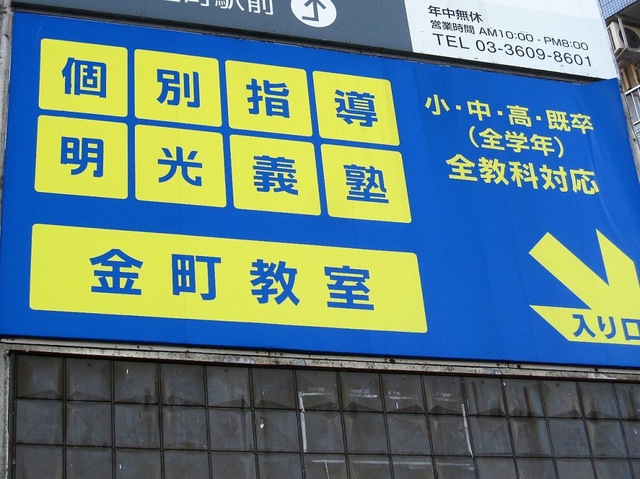 町駅前
年中無休
営業時間 AM10:00 - PM8:00
TEL 03-3609-8601
個別指導
明光義塾
金町教室
小・中・高・既卒
（全学年）
全教科対応
入り口